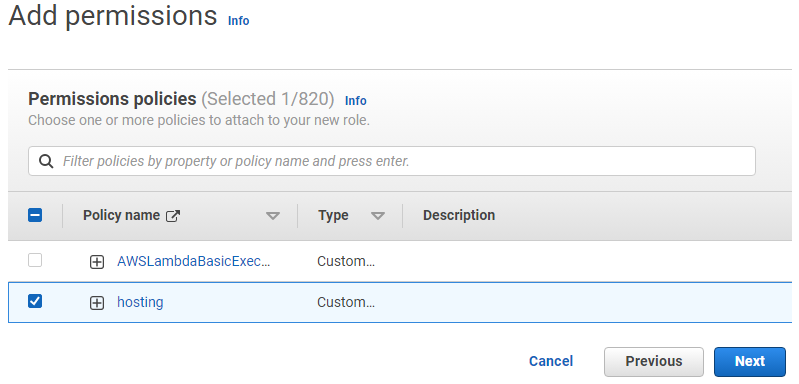 Add permissions Info
Permissions policies (Selected 1/820) Info
Choose one or more policies to attach to your new role.
Filter policies by property or policy name and press enter.
Policy name Type Description
AWSLambdaBasicExec... Custom...
hosting Custom...
Cancel Previous Next